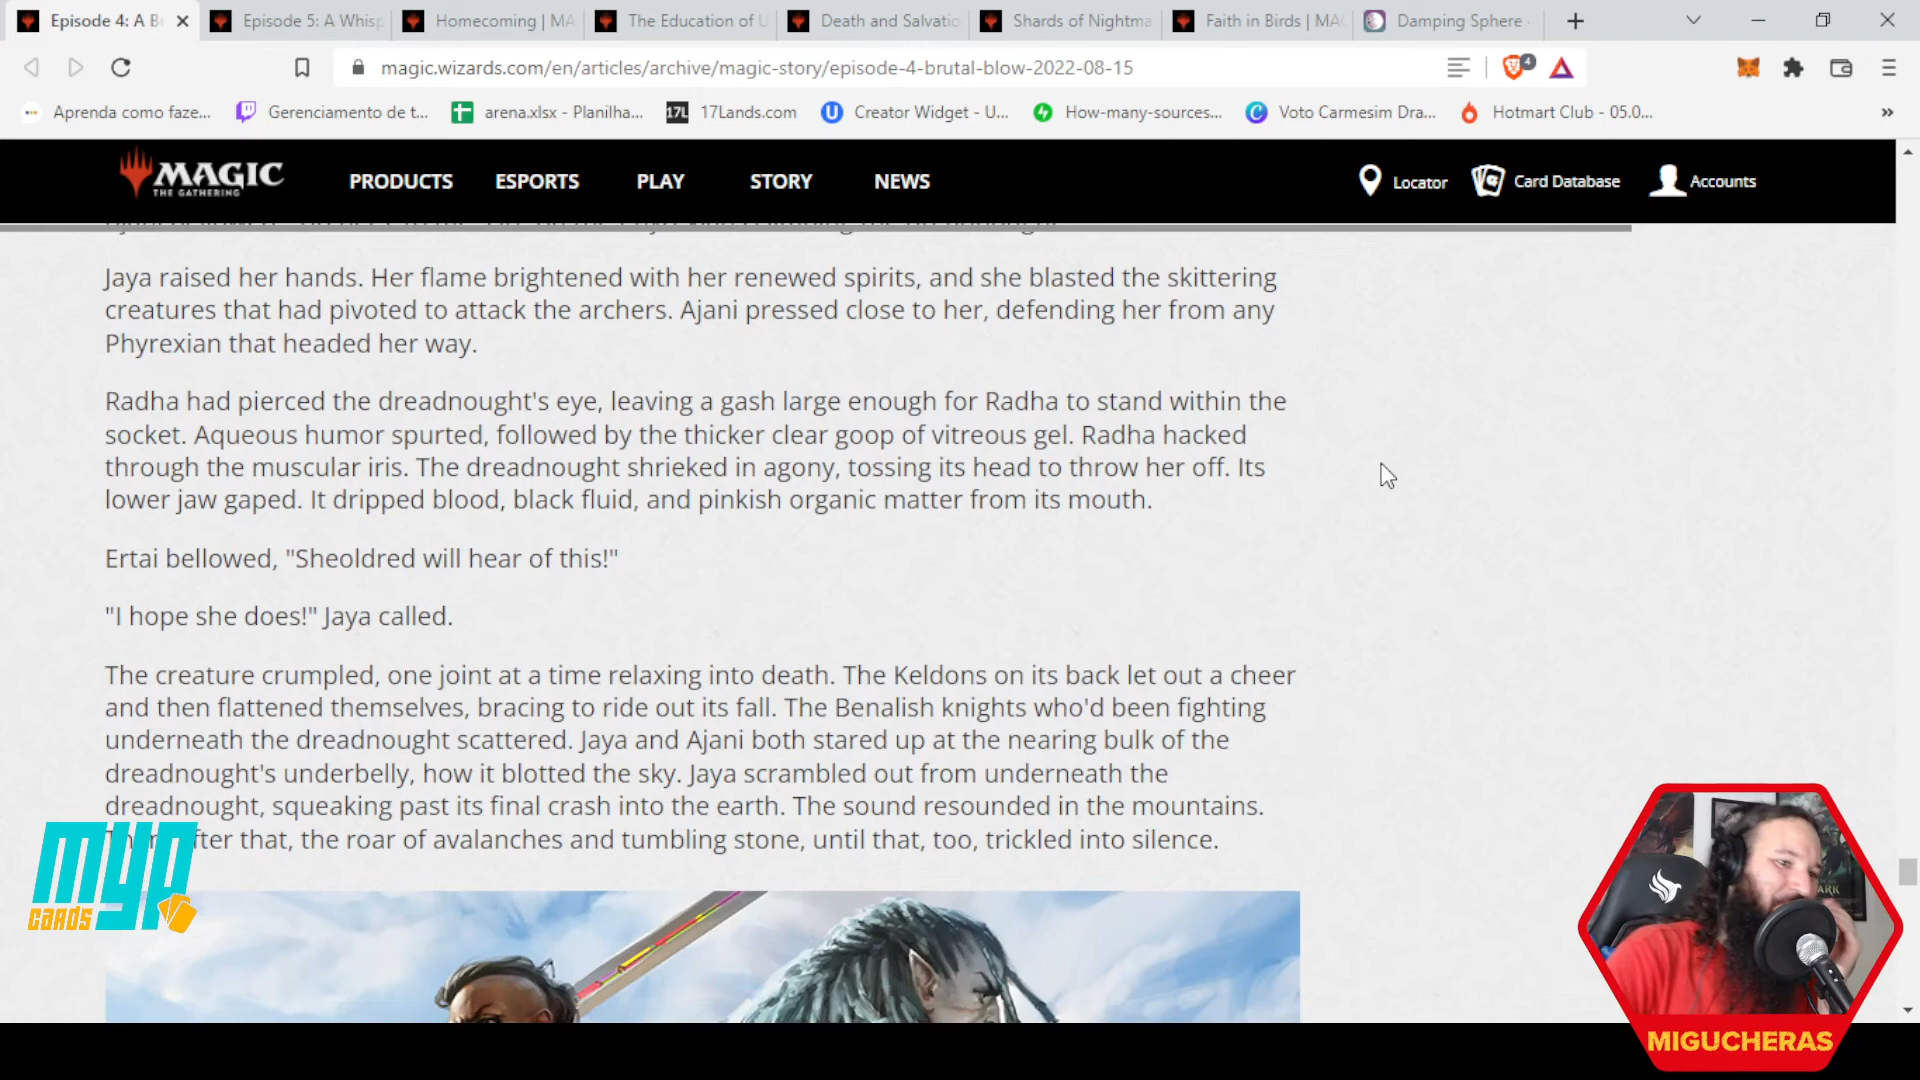 Episode 4: A B
Episode 5: A Whisp
Homecoming | MA
The Education of U
Death and Salvatio
Shards of Nightma
Faith in Birds | MA
Damping Sphere
magic.wizards.com/en/articles/archive/magic-story/episode-4-brutal-blow-2022-08-15
4
Aprenda como faze...
Gerenciamento de t...
arena.xlsx - Planilha...
17L 17Lands.com
U Creator Widget - U...
How-many-sources...
Voto Carmesim Dra...
Hotmart Club - 05.0...
»
MAGIC
THE GATHERING
PRODUCTS
ESPORTS
PLAY
STORY
NEWS
Locator
Card Database
Accounts
Jaya raised her hands. Her flame brightened with her renewed spirits, and she blasted the skittering
creatures that had pivoted to attack the archers. Ajani pressed close to her, defending her from any
Phyrexian that headed her way.
Radha had pierced the dreadnought's eye, leaving a gash large enough for Radha to stand within the
socket. Aqueous humor spurted, followed by the thicker clear goop of vitreous gel. Radha hacked
through the muscular iris. The dreadnought shrieked in agony, tossing its head to throw her off. Its
lower jaw gaped. It dripped blood, black fluid, and pinkish organic matter from its mouth.
Ertai bellowed, "Sheoldred will hear of this!"
"I hope she does!" Jaya called.
The creature crumpled, one joint at a time relaxing into death. The Keldons on its back let out a cheer
and then flattened themselves, bracing to ride out its fall. The Benalish knights who'd been fighting
underneath the dreadnought scattered. Jaya and Ajani both stared up at the nearing bulk of the
dreadnought's underbelly, how it blotted the sky. Jaya scrambled out from underneath the
dreadnought, squeaking past its final crash into the earth. The sound resounded in the mountains.
that, the roar of avalanches and tumbling stone, until that, too, trickled into silence.
myp
cards
MIGUCHERAS